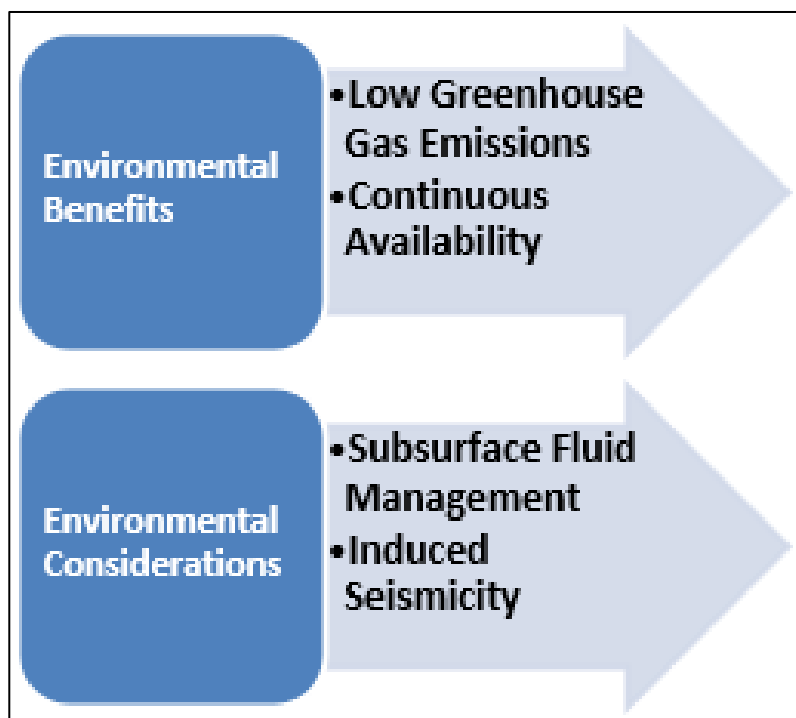 Environmental
Benefits
•Low Greenhouse
Gas Emissions
•Continuous
Availability
Environmental
Considerations
•Subsurface Fluid
Management
•Induced
Seismicity